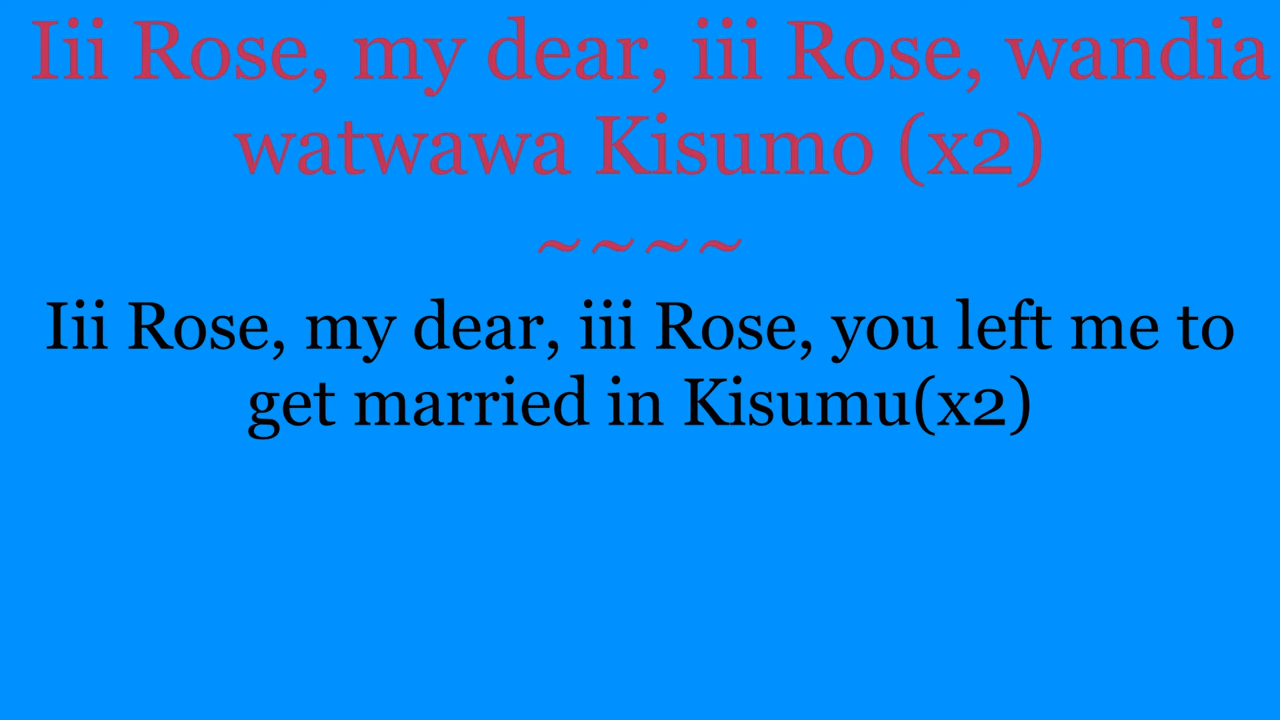 Iii Rose, my dear, iii Rose, wandia
watwawa Kisumo (x2)
~~~~
Iii Rose, my dear, iii Rose, you left me to
get married in Kisumu(x2)